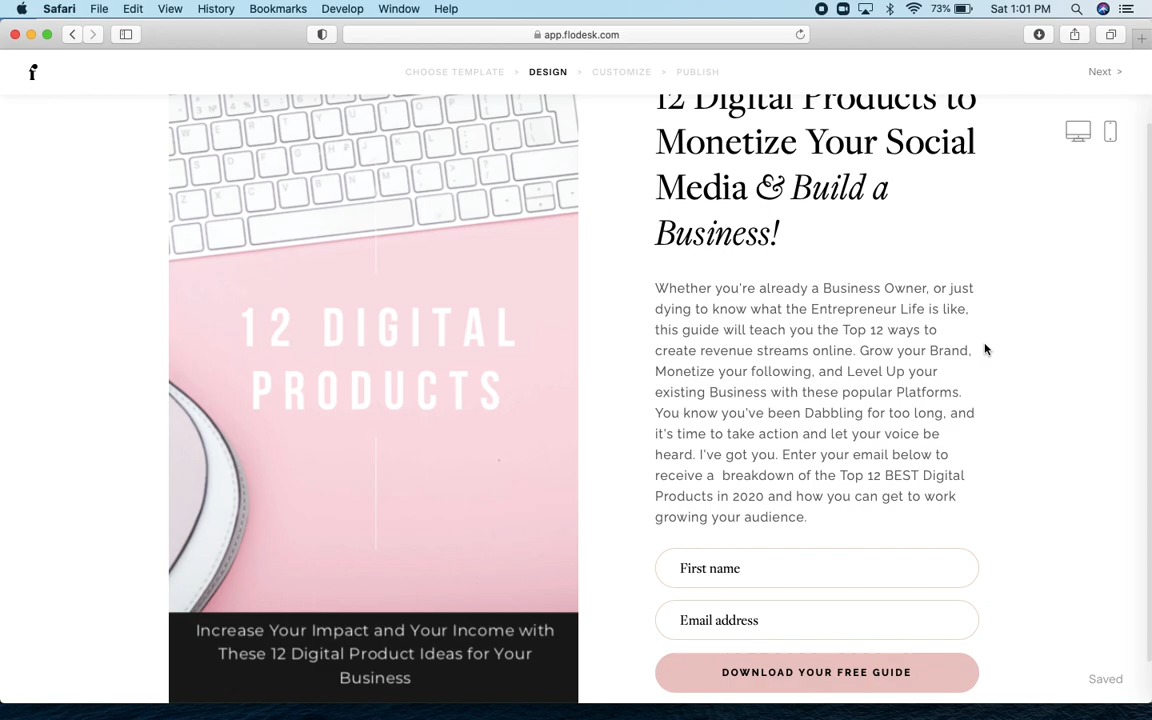 Safari File Edit View History Bookmarks Develop Window Help 73% Sat 1:01 PM
app.flodesk.com
f CHOOSE TEMPLATE > DESIGN > CUSTOMIZE > PUBLISH Next >
12 Digital Products to
Monetize Your Social
Media & Build a
Business!
Whether you're already a Business Owner, or just
dying to know what the Entrepreneur Life is like,
this guide will teach you the Top 12 ways to
create revenue streams online. Grow your Brand,
Monetize your following, and Level Up your
existing Business with these popular Platforms.
You know you've been Dabbling for too long, and
it's time to take action and let your voice be
heard. I've got you. Enter your email below to
receive a  breakdown of the Top 12 BEST Digital
Products in 2020 and how you can get to work
growing your audience.
First name
Email address
DOWNLOAD YOUR FREE GUIDE
Saved
12 DIGITAL
PRODUCTS
Increase Your Impact and Your Income with
These 12 Digital Product Ideas for Your
Business